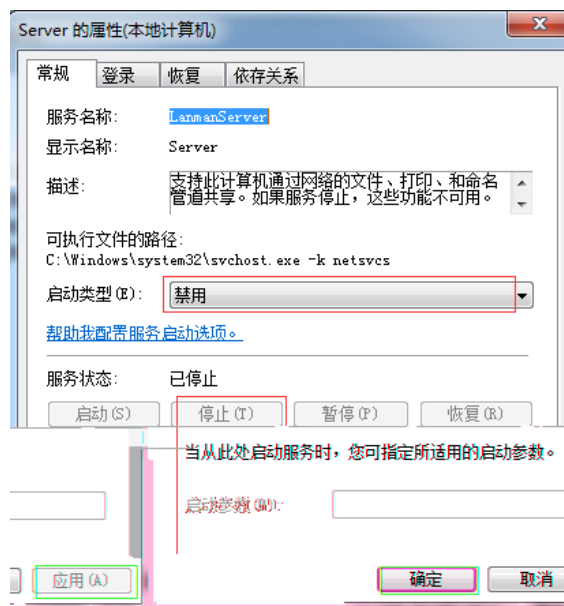 Server 的属性(本地计算机)
常规 登录 恢复 依存关系
服务名称: LanmanServer
显示名称: Server
描述: 支持此计算机通过网络的文件、打印、和命名
管道共享。如果服务停止，这些功能不可用。
可执行文件的路径:
C:\Windows\system32\svchost.exe -k netsvcs
启动类型(E): 禁用
帮助我配置服务启动选项。
服务状态: 已停止
启动(S) 停止(T) 暂停(P) 恢复(R)
当从此处启动服务时，您可指定所适用的启动参数。
启动参数(M):
应用(A) 确定 取消